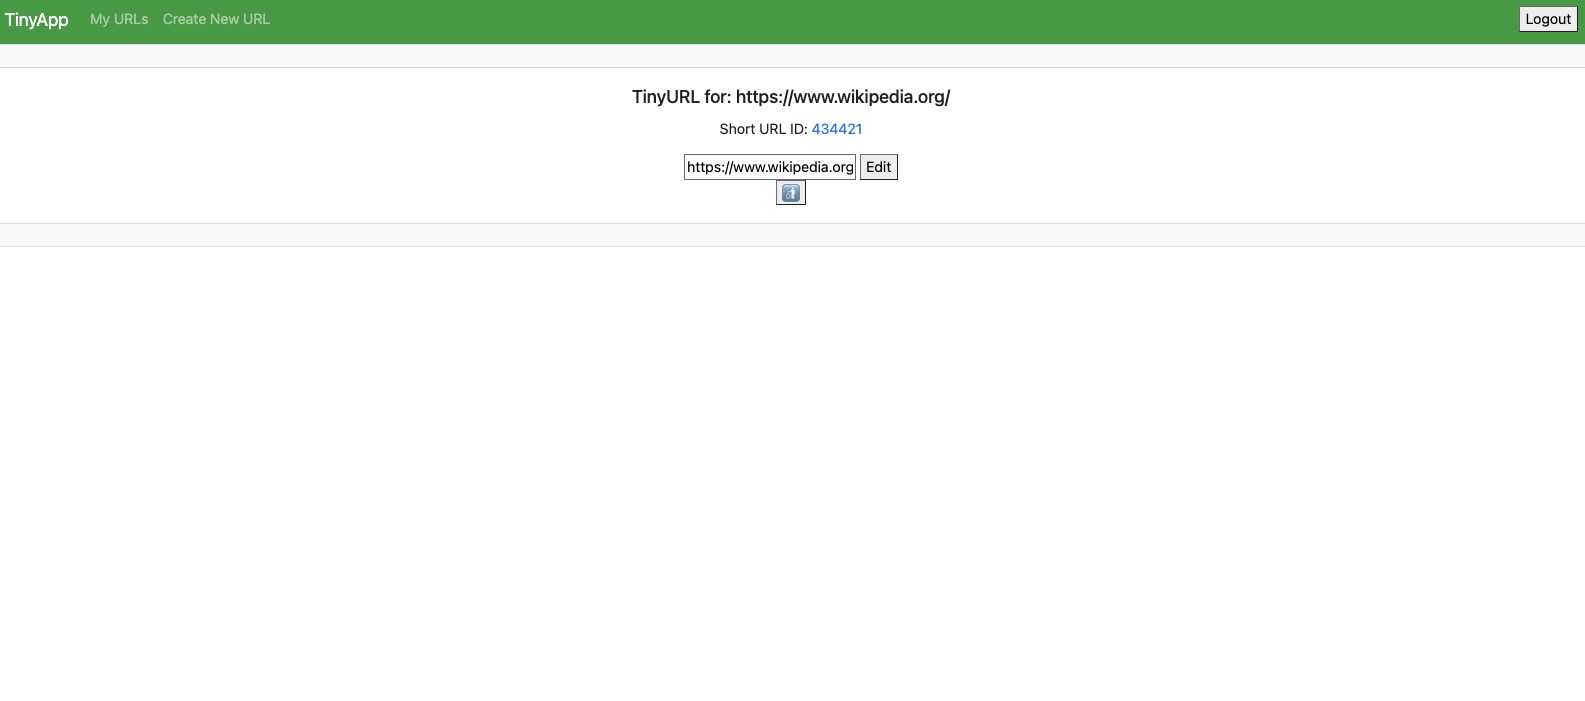 TinyApp My URLs Create New URL Logout
TinyURL for: https://www.wikipedia.org/
Short URL ID: 434421
https://www.wikipedia.org Edit